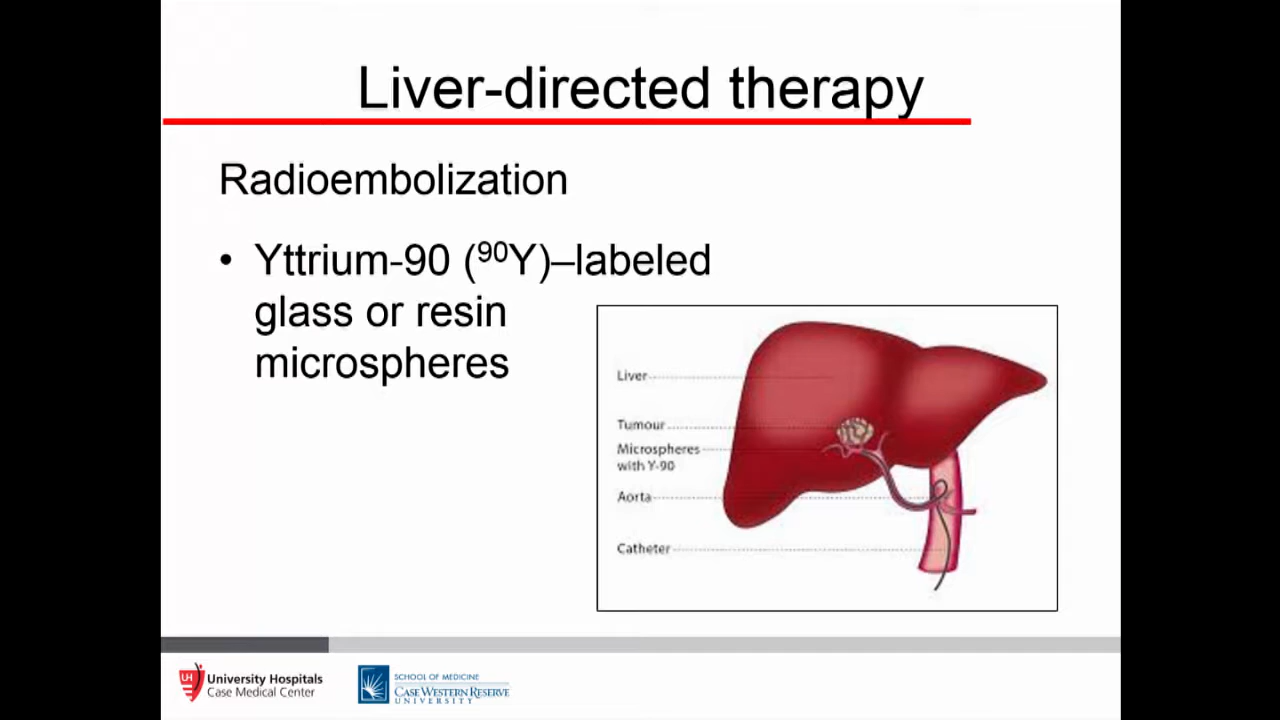 Liver-directed therapy
Radioembolization
• Yttrium-90 (⁹⁰Y)–labeled
glass or resin
microspheres
Liver
Tumour
Microspheres
with Y-90
Aorta
Catheter
UH
University Hospitals
Case Medical Center
SCHOOL OF MEDICINE
CASE WESTERN RESERVE
UNIVERSITY